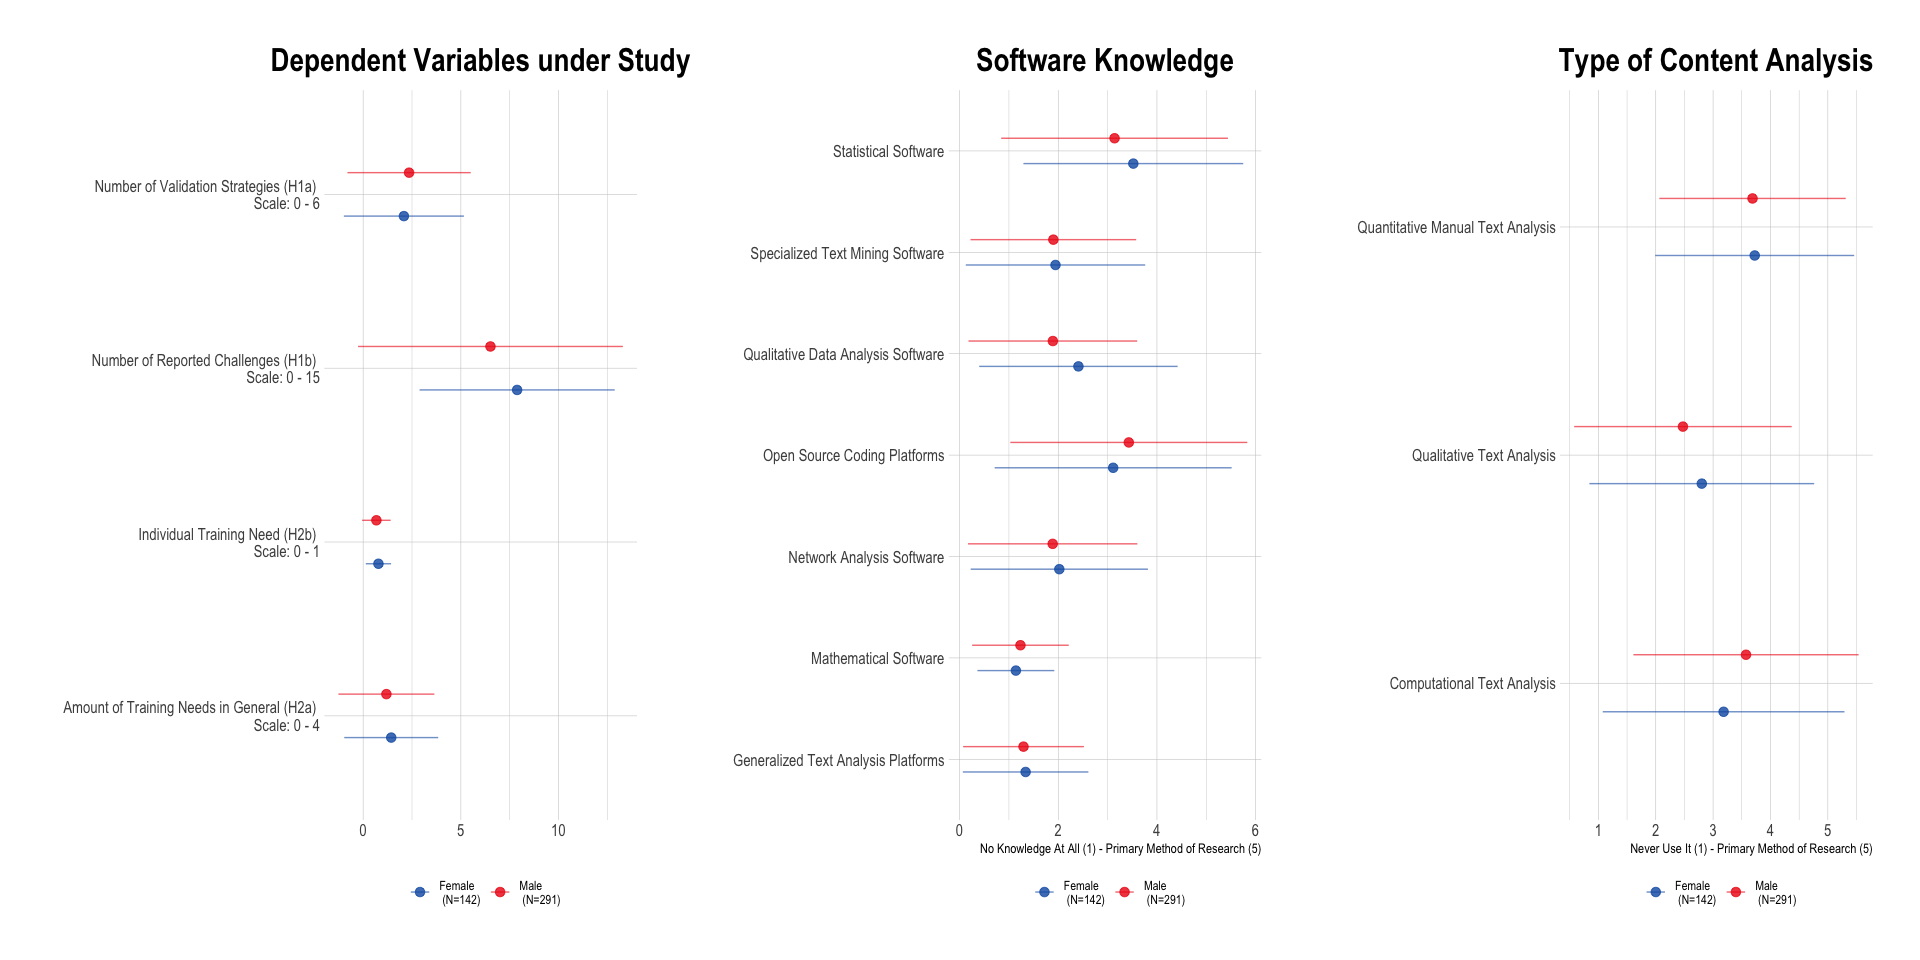 Dependent Variables under Study
Number of Validation Strategies (H1a)
Scale: 0 - 6
Number of Reported Challenges (H1b)
Scale: 0 - 15
Individual Training Need (H2b)
Scale: 0 - 1
Amount of Training Needs in General (H2a)
Scale: 0 - 4
0 5 10
Female
(N=142)
Male
(N=291)
Software Knowledge
Statistical Software
Specialized Text Mining Software
Qualitative Data Analysis Software
Open Source Coding Platforms
Network Analysis Software
Mathematical Software
Generalized Text Analysis Platforms
0 2 4 6
No Knowledge At All (1) - Primary Method of Research (5)
Female
(N=142)
Male
(N=291)
Type of Content Analysis
Quantitative Manual Text Analysis
Qualitative Text Analysis
Computational Text Analysis
1 2 3 4 5
Never Use It (1) - Primary Method of Research (5)
Female
(N=142)
Male
(N=291)